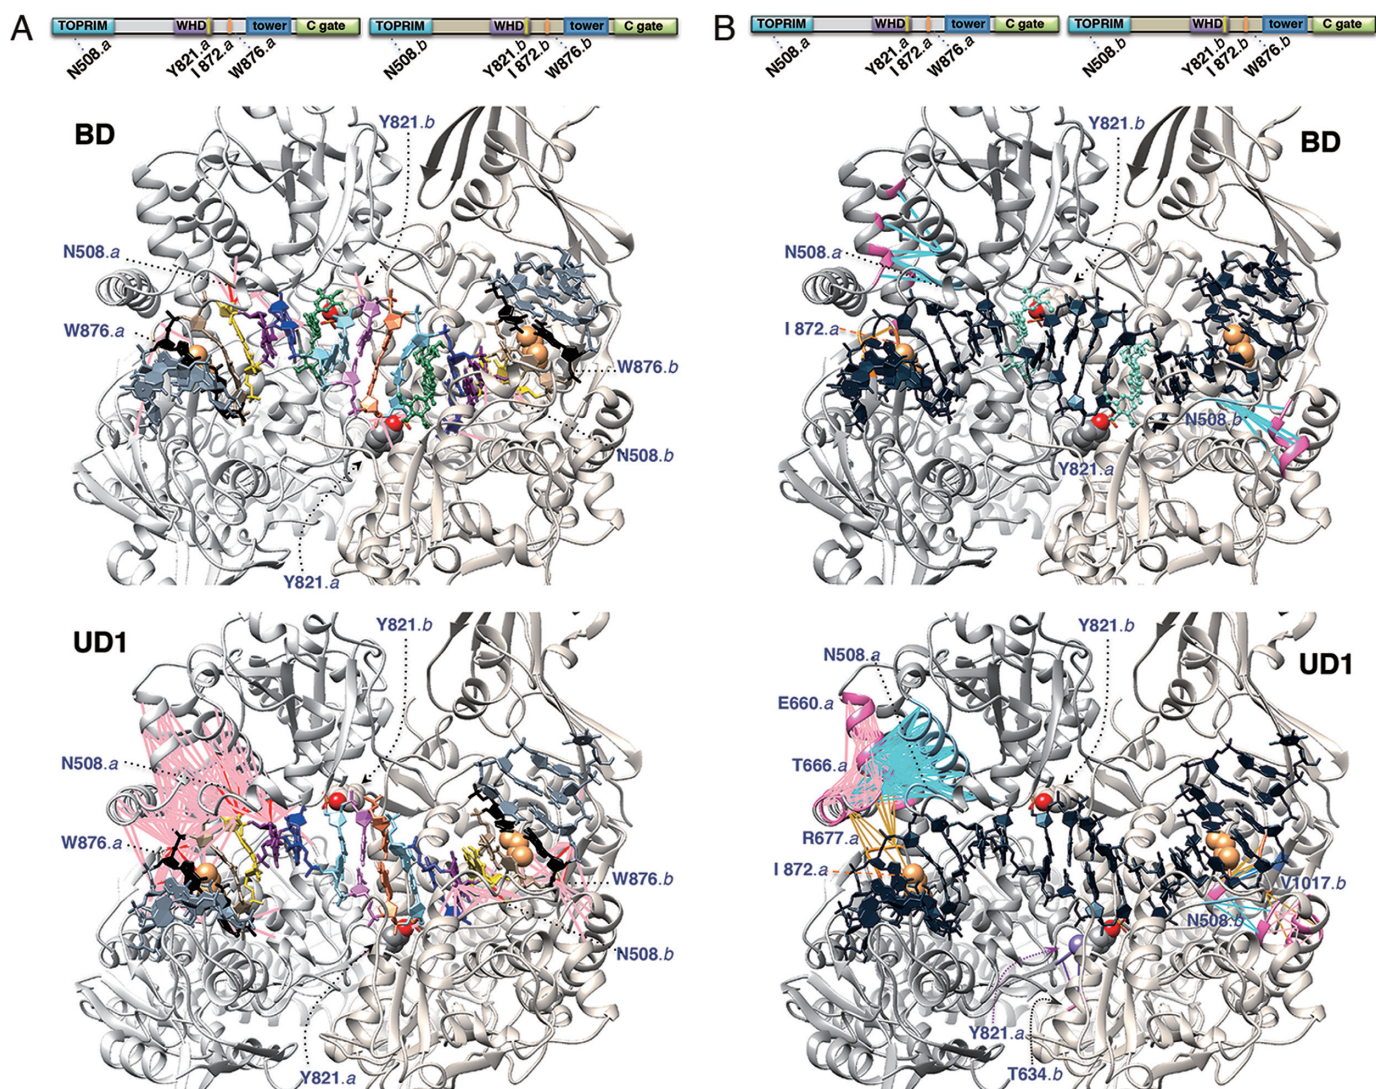 A
TOPRIM WHD tower C gate TOPRIM WHD tower C gate
N508.a Y821.a I 872.a W876.a N508.b Y821.b I 872.b W876.b
BD
Y821.b
N508.a
W876.a
W876.b
N508.b
Y821.a
UD1
Y821.b
N508.a
W876.a
W876.b
N508.b
Y821.a
B
TOPRIM WHD tower C gate TOPRIM WHD tower C gate
N508.a Y821.a I 872.a W876.a N508.b Y821.b I 872.b W876.b
Y821.b
BD
N508.a
I 872.a
N508.b
Y821.a
Y821.b
N508.a
UD1
E660.a
T666.a
R677.a
I 872.a
V1017.b
N508.b
Y821.a
T634.b